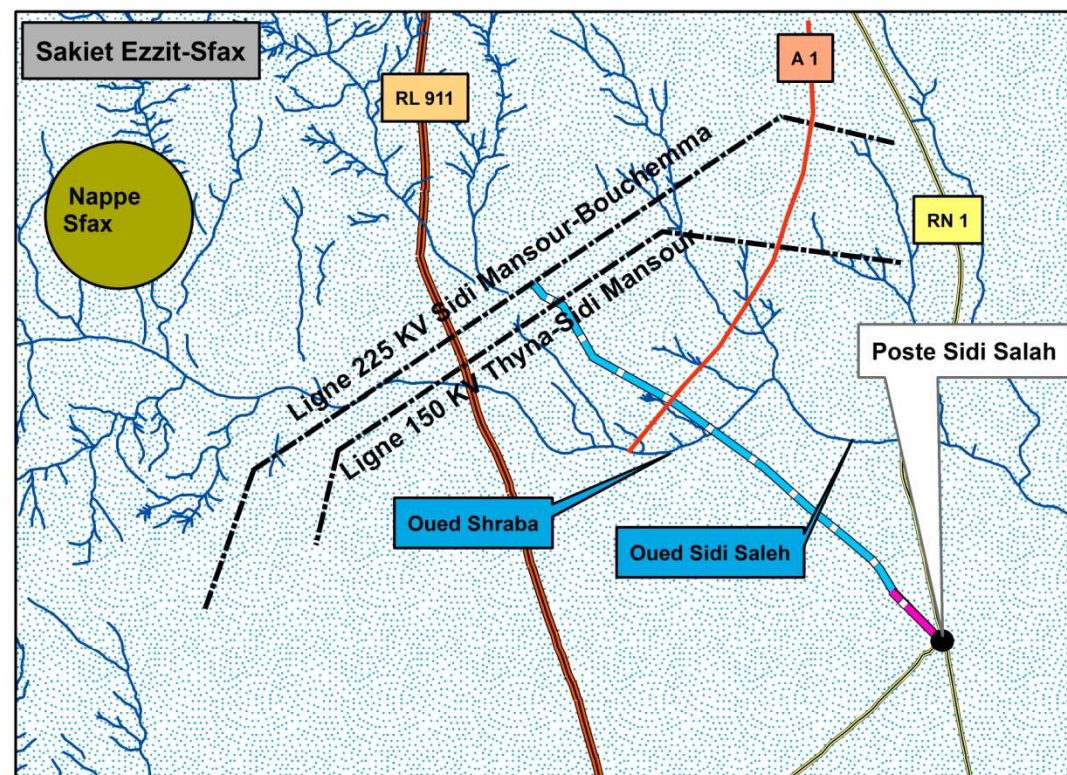 Sakiet Ezzit-Sfax
A 1
RL 911
Nappe
Sfax
RN 1
Ligne 225 KV Sidi Mansour-Bouchemma
Ligne 150 KV Thyna-Sidi Mansour
Poste Sidi Salah
Oued Shraba
Oued Sidi Saleh